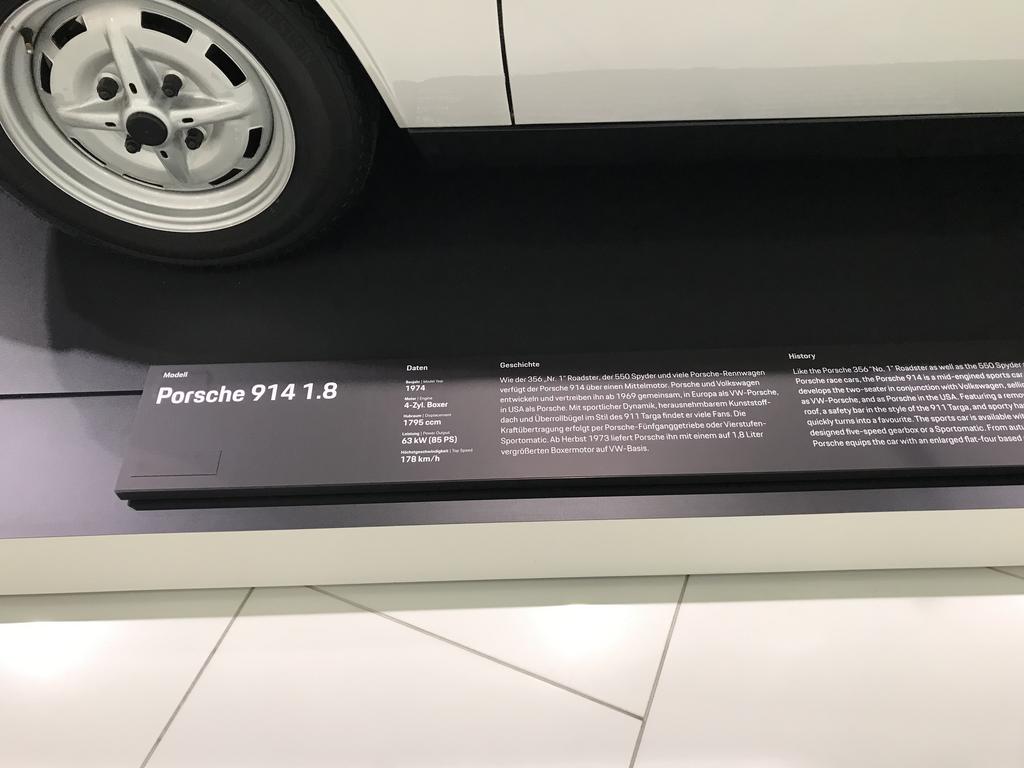 Modell
Porsche 914 1.8
Daten
Baujahr | Model Year
1974
Motor | Engine
4-Zyl. Boxer
Hubraum | Displacement
1795 ccm
Leistung | Power Output
63 kW (85 PS)
Höchstgeschwindigkeit | Top Speed
178 km/h
Geschichte
Wie der 356 „Nr. 1" Roadster, der 550 Spyder und viele Porsche-Rennwagen
verfügt der Porsche 914 über einen Mittelmotor. Porsche und Volkswagen
entwickeln und vertreiben ihn ab 1969 gemeinsam, in Europa als VW-Porsche,
in USA als Porsche. Mit sportlicher Dynamik, herausnehmbarem Kunststoff-
dach und Überrollbügel im Stil des 911 Targa findet er viele Fans. Die
Kraftübertragung erfolgt per Porsche-Fünfganggetriebe oder Vierstufen-
Sportomatic. Ab Herbst 1973 liefert Porsche ihn mit einem auf 1,8 Liter
vergrößerten Boxermotor auf VW-Basis.
History
Like the Porsche 356 "No. 1" Roadster as well as the 550 Spyder
Porsche race cars, the Porsche 914 is a mid-engined sports car
develops the two-seater in conjunction with Volkswagen,
as VW-Porsche, and as Porsche in the USA. Featuring a
roof, a safety bar in the style of the 911 Targa, and sporty
quickly turns into a favourite. The sports car is available
designed five-speed gearbox or a Sportomatic. From
Porsche equips the car with an enlarged flat-four based